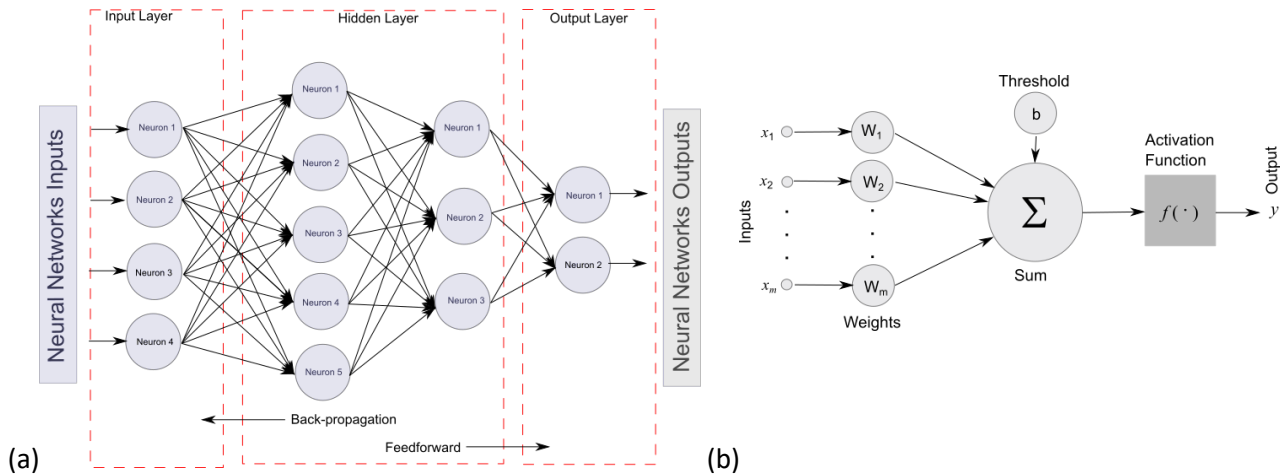 Input Layer
Hidden Layer
Output Layer
Neural Networks Inputs
Neuron 1
Neuron 2
Neuron 3
Neuron 4
Neuron 1
Neuron 2
Neuron 3
Neuron 4
Neuron 5
Neuron 1
Neuron 2
Neuron 3
Neuron 1
Neuron 2
Neural Networks Outputs
Back-propagation
Feedforward
(a)
Threshold
b
Inputs
x1
x2
xm
W1
W2
Wm
Weights
Σ
Sum
Activation
Function
f(·)
Output
y
(b)